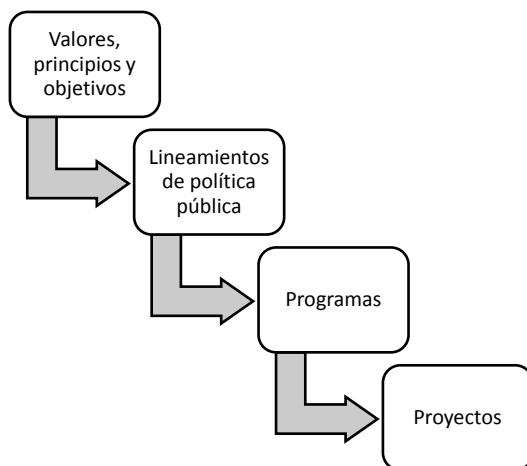 Valores,
principios y
objetivos
Lineamientos
de política
pública
Programas
Proyectos